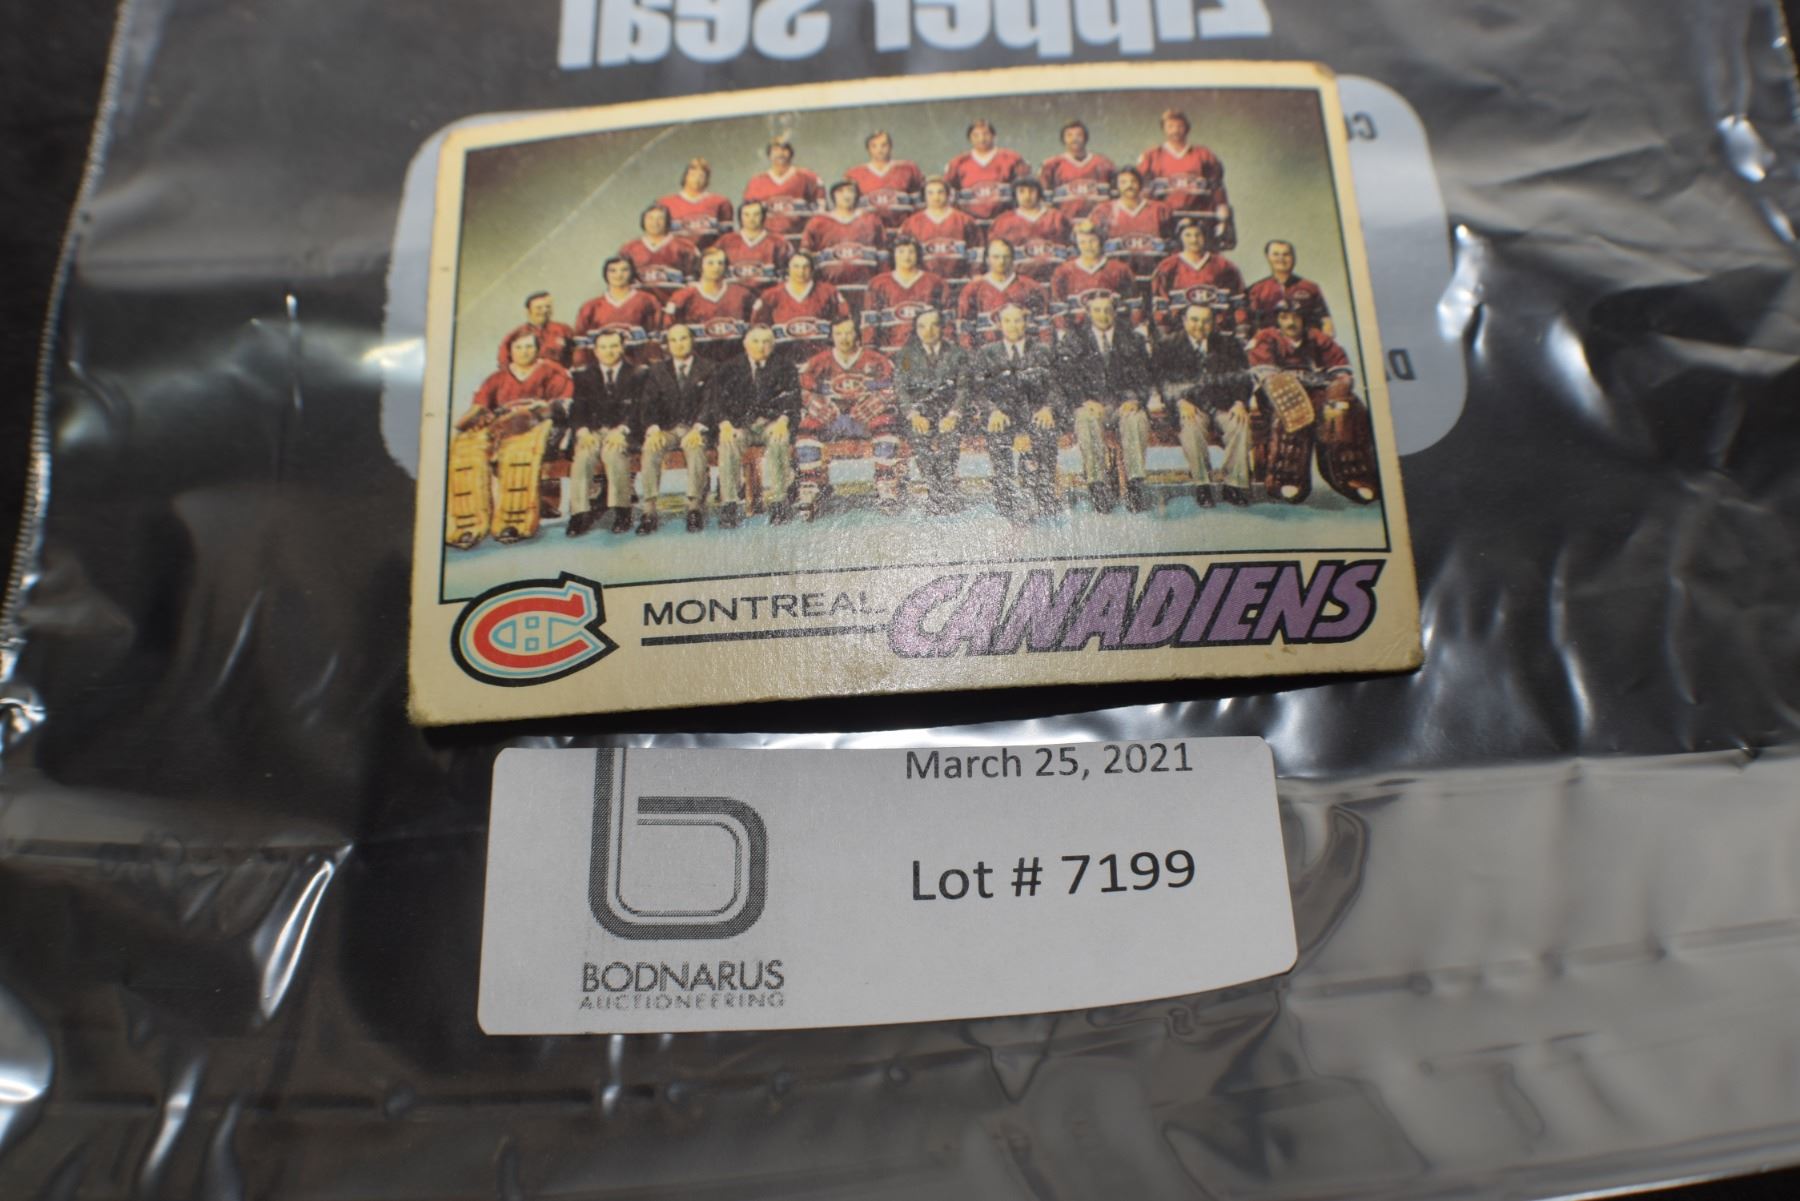 Zipper Seal
MONTREAL CANADIENS
March 25, 2021
Lot # 7199
BODNARUS
AUCTIONEERING